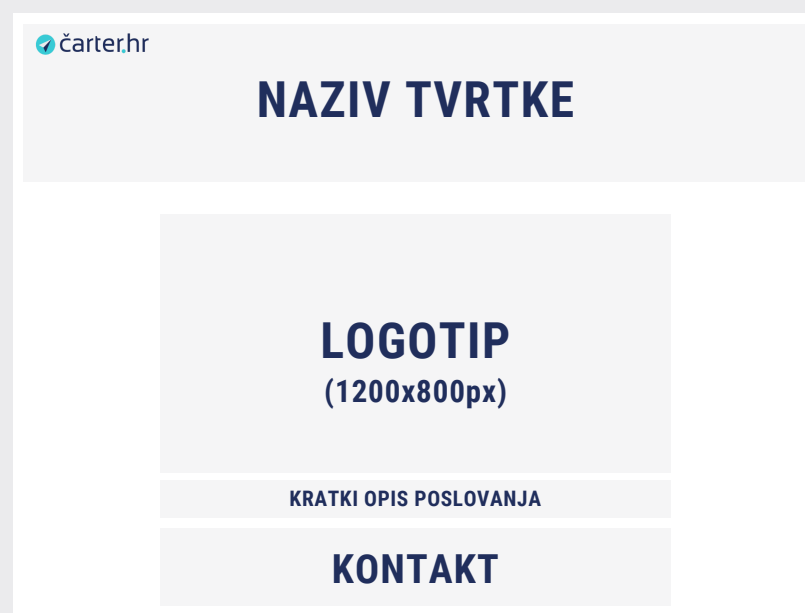 čarter.hr
NAZIV TVRTKE
LOGOTIP
(1200x800px)
KRATKI OPIS POSLOVANJA
KONTAKT